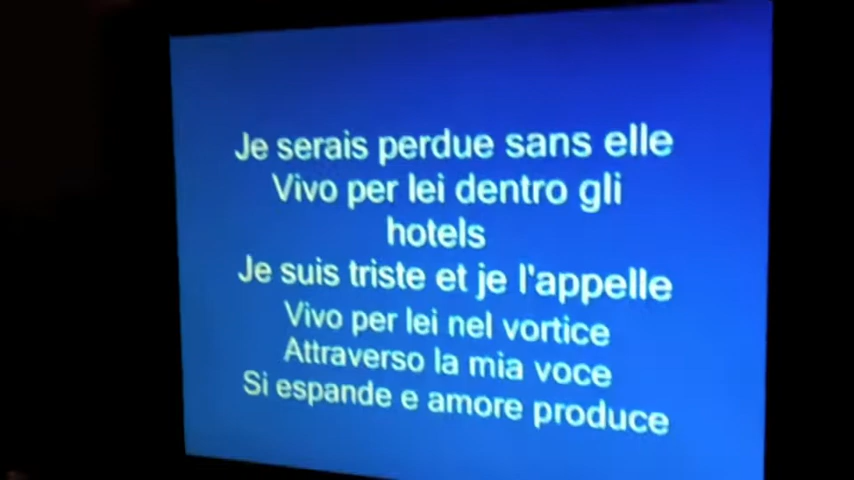 Je serais perdue sans elle
Vivo per lei dentro gli
hotels
Je suis triste et je l'appelle
Vivo per lei nel vortice
Attraverso la mia voce
Si espande e amore produce